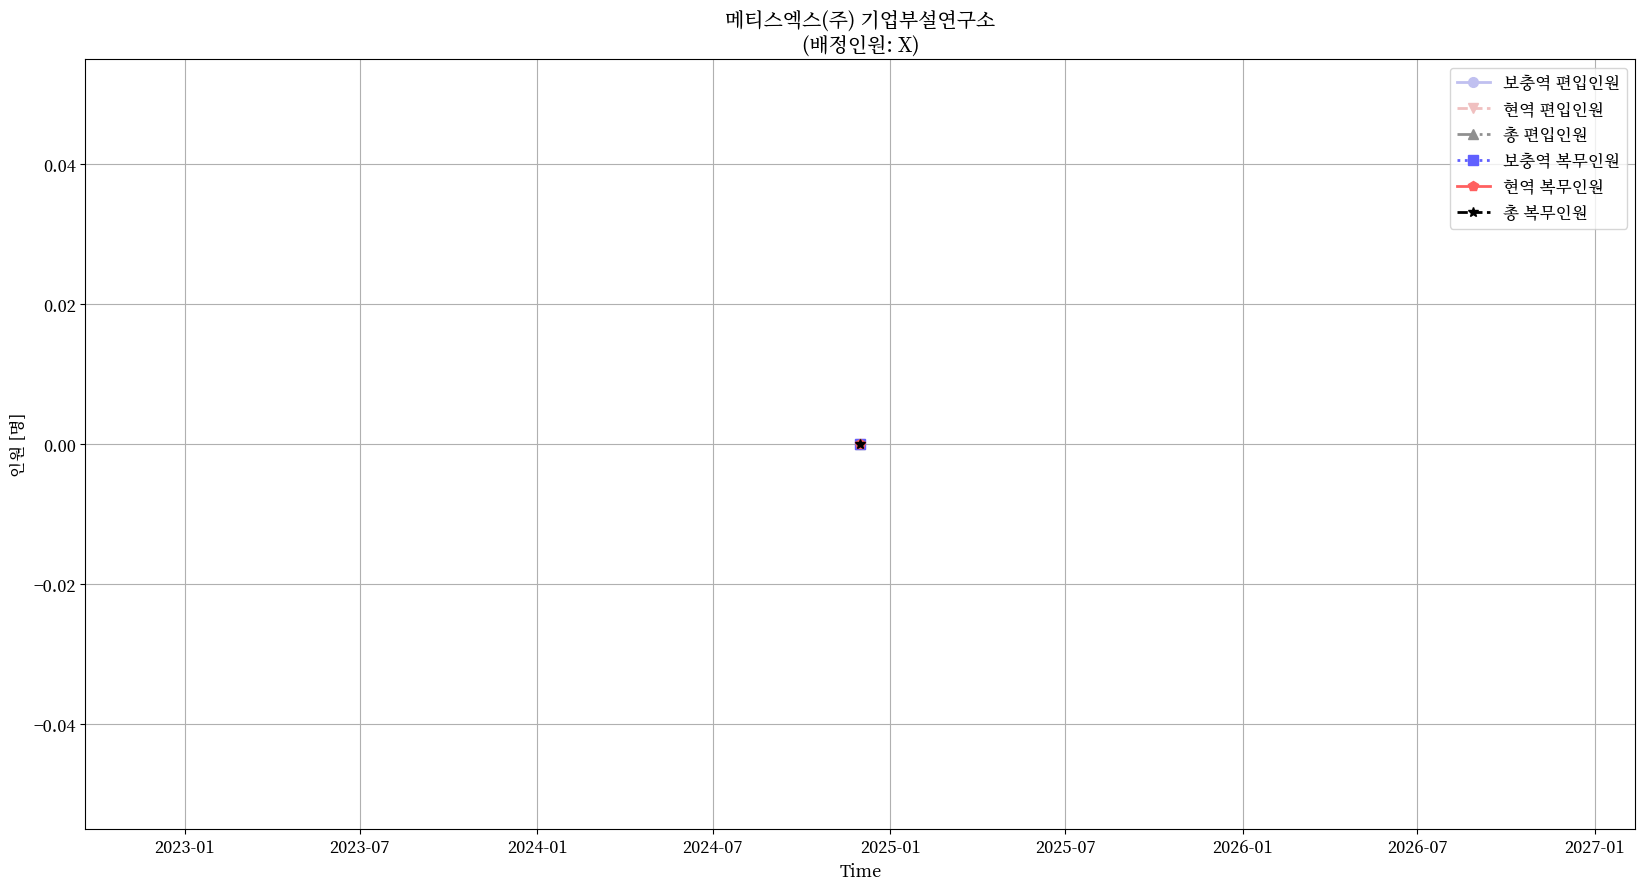 메티스엑스(주) 기업부설연구소
(배정인원: X)
보충역 편입인원
현역 편입인원
총 편입인원
보충역 복무인원
현역 복무인원
총 복무인원
인원 [명]
0.04
0.02
0.00
−0.02
−0.04
2023-01
2023-07
2024-01
2024-07
2025-01
2025-07
2026-01
2026-07
2027-01
Time